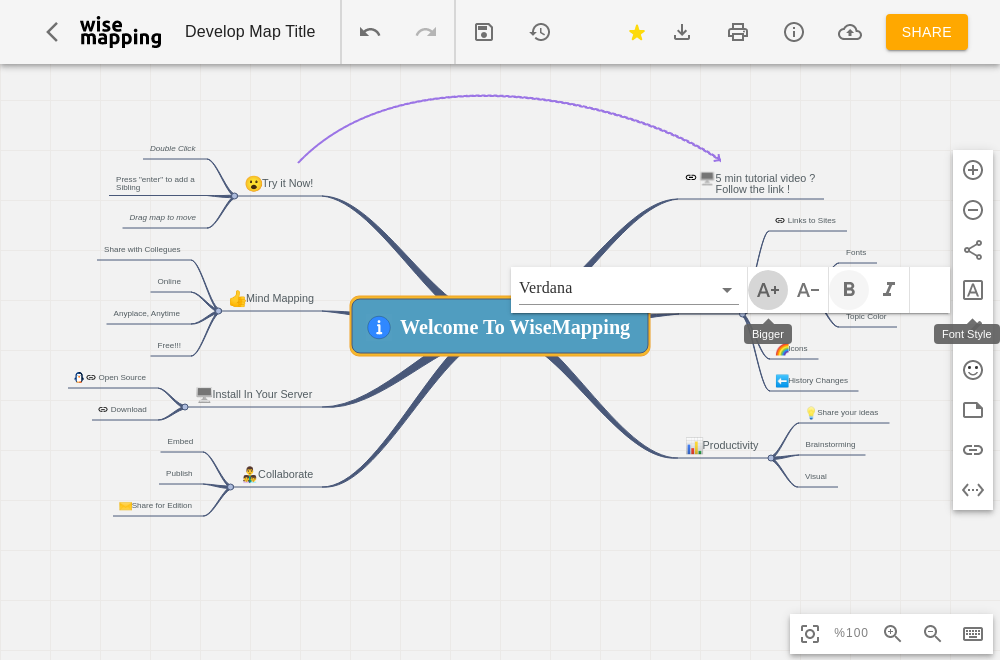 wise
mapping
Develop Map Title
SHARE
Double Click
Press "enter" to add a
Sibling
Drag map to move
Try it Now!
Share with Collegues
Online
Anyplace, Anytime
Free!!!
Mind Mapping
Open Source
Download
Install In Your Server
Embed
Publish
Share for Edition
Collaborate
Welcome To WiseMapping
5 min tutorial video ?
Follow the link !
Links to Sites
Fonts
Verdana
A+
A-
B
I
Topic Color
Bigger
Font Style
Icons
History Changes
Share your ideas
Productivity
Brainstorming
Visual
%100